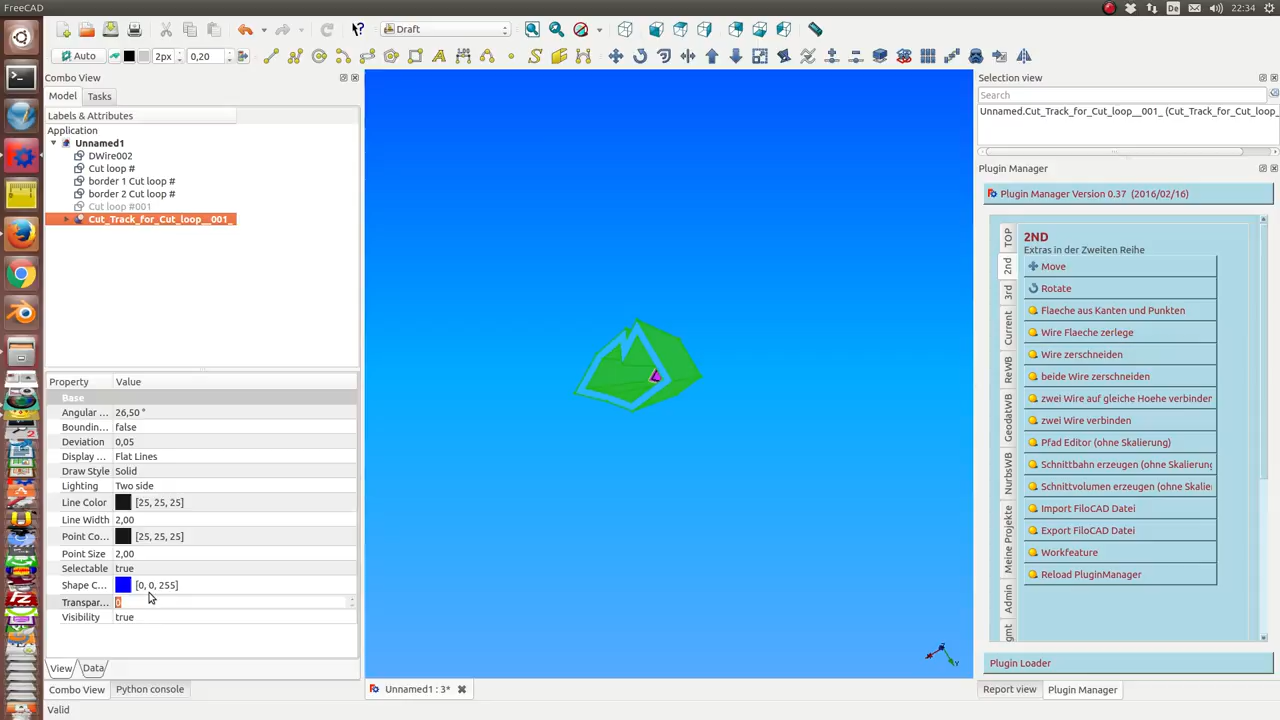 FreeCAD
De
22:34
Draft
Auto
2px
0,20
Combo View
Selection view
Model
Tasks
Search
Labels & Attributes
Unnamed.Cut_Track_for_Cut_loop__001_ (Cut_Track_for_Cut_loop__001_
Application
Unnamed1
DWire002
Cut loop #
border 1 Cut loop #
border 2 Cut loop #
Cut loop #001
Cut_Track_for_Cut_loop__001_
Plugin Manager
Plugin Manager Version 0.37 (2016/02/16)
TOP
2nd
3rd
Current
ReWB
GeodatWB
NurbsWB
Meine Projekte
Admin
gmt
2ND
Extras in der Zweiten Reihe
Move
Rotate
Flaeche aus Kanten und Punkten
Wire Flaeche zerlege
Wire zerschneiden
beide Wire zerschneiden
zwei Wire auf gleiche Hoehe verbinden
zwei Wire verbinden
Pfad Editor (ohne Skalierung)
Schnittbahn erzeugen (ohne Skalierung
Schnittvolumen erzeugen (ohne Skalie
Import FiloCAD Datei
Export FiloCAD Datei
Workfeature
Reload PluginManager
Plugin Loader
Report view
Plugin Manager
Property
Value
Base
Angular ...
26,50 °
Boundin...
false
Deviation
0,05
Display ...
Flat Lines
Draw Style
Solid
Lighting
Two side
Line Color
[25, 25, 25]
Line Width
2,00
Point Co...
[25, 25, 25]
Point Size
2,00
Selectable
true
Shape C...
[0, 0, 255]
Transpar...
0
Visibility
true
View
Data
Combo View
Python console
Unnamed1 : 3*
Valid